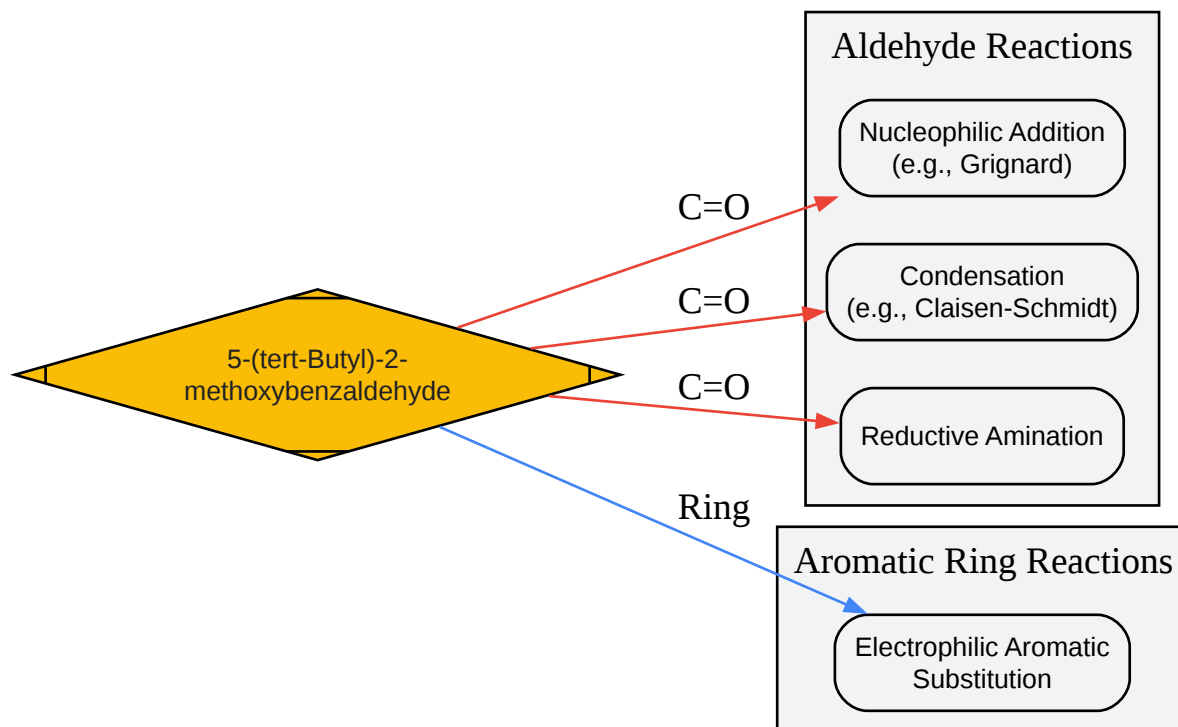 Aldehyde Reactions
Nucleophilic Addition
(e.g., Grignard)
C=O
Condensation
(e.g., Claisen-Schmidt)
C=O
5-(tert-Butyl)-2-
methoxybenzaldehyde
C=O
Reductive Amination
Ring
Aromatic Ring Reactions
Electrophilic Aromatic
Substitution